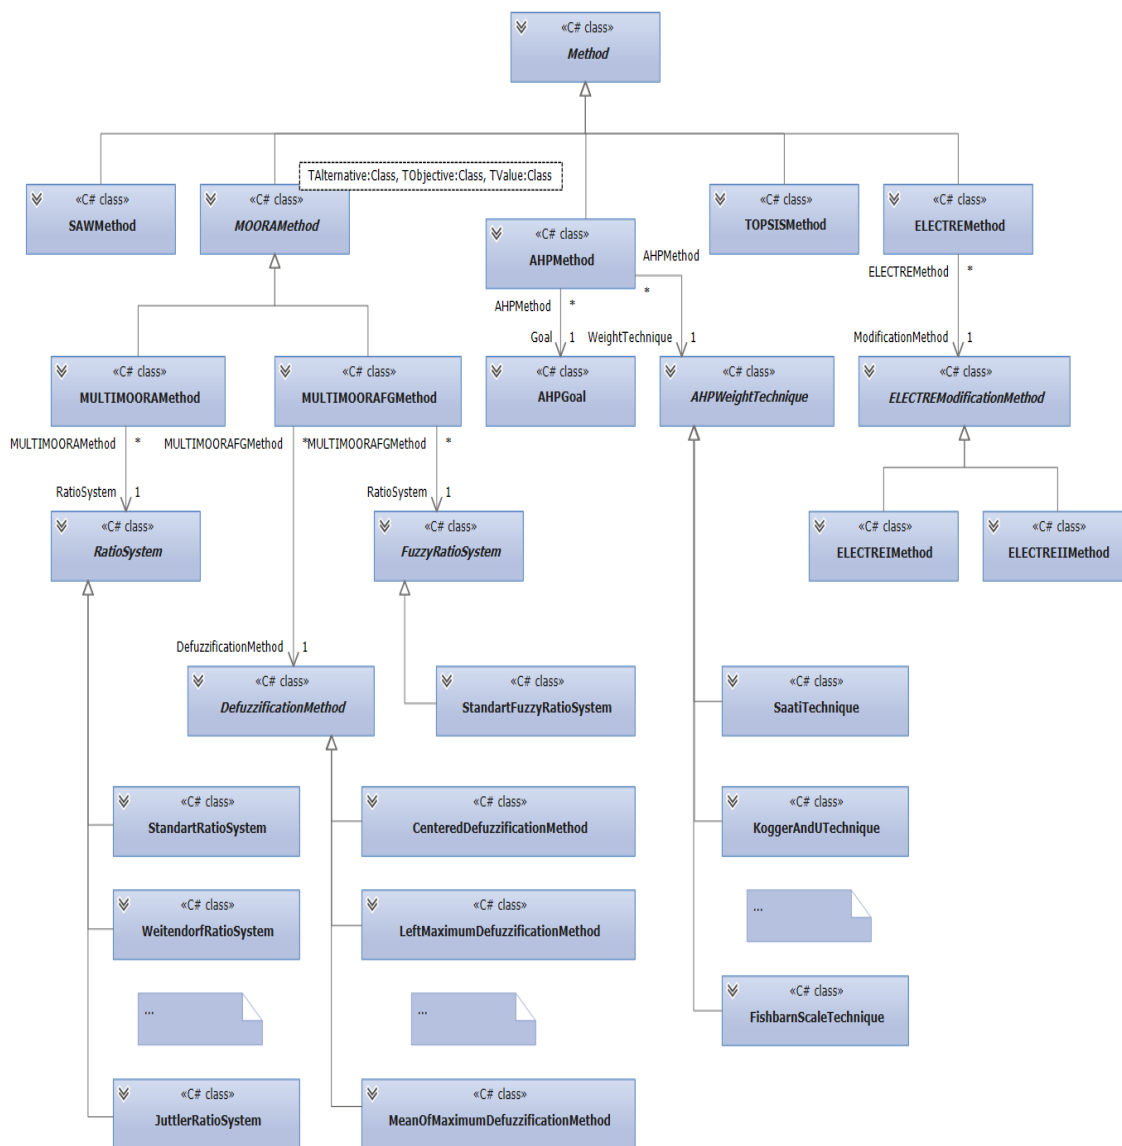 «C# class»
Method
TAlternative:Class, TObjective:Class, TValue:Class
«C# class»
SAWMethod
«C# class»
MOORAMethod
«C# class»
AHPMethod
«C# class»
TOPSISMethod
«C# class»
ELECTREMethod
AHPMethod
*
AHPMethod
*
ELECTREMethod
*
Goal
1
WeightTechnique
1
ModificationMethod
1
«C# class»
MULTIMOORAMethod
«C# class»
MULTIMOORAFGMethod
«C# class»
AHPGoal
«C# class»
AHPWeightTechnique
«C# class»
ELECTREModificationMethod
MULTIMOORAMethod
*
MULTIMOORAFGMethod
*
MULTIMOORAFGMethod
*
RatioSystem
1
RatioSystem
1
«C# class»
RatioSystem
«C# class»
FuzzyRatioSystem
«C# class»
ELECTREIMethod
«C# class»
ELECTREIIMethod
DefuzzificationMethod
1
«C# class»
DefuzzificationMethod
«C# class»
StandartFuzzyRatioSystem
«C# class»
SaatiTechnique
«C# class»
StandartRatioSystem
«C# class»
CenteredDefuzzificationMethod
«C# class»
KoggerAndUTechnique
«C# class»
WeitendorfRatioSystem
«C# class»
LeftMaximumDefuzzificationMethod
...
...
...
«C# class»
FishbarnScaleTechnique
«C# class»
JuttlerRatioSystem
«C# class»
MeanOfMaximumDefuzzificationMethod